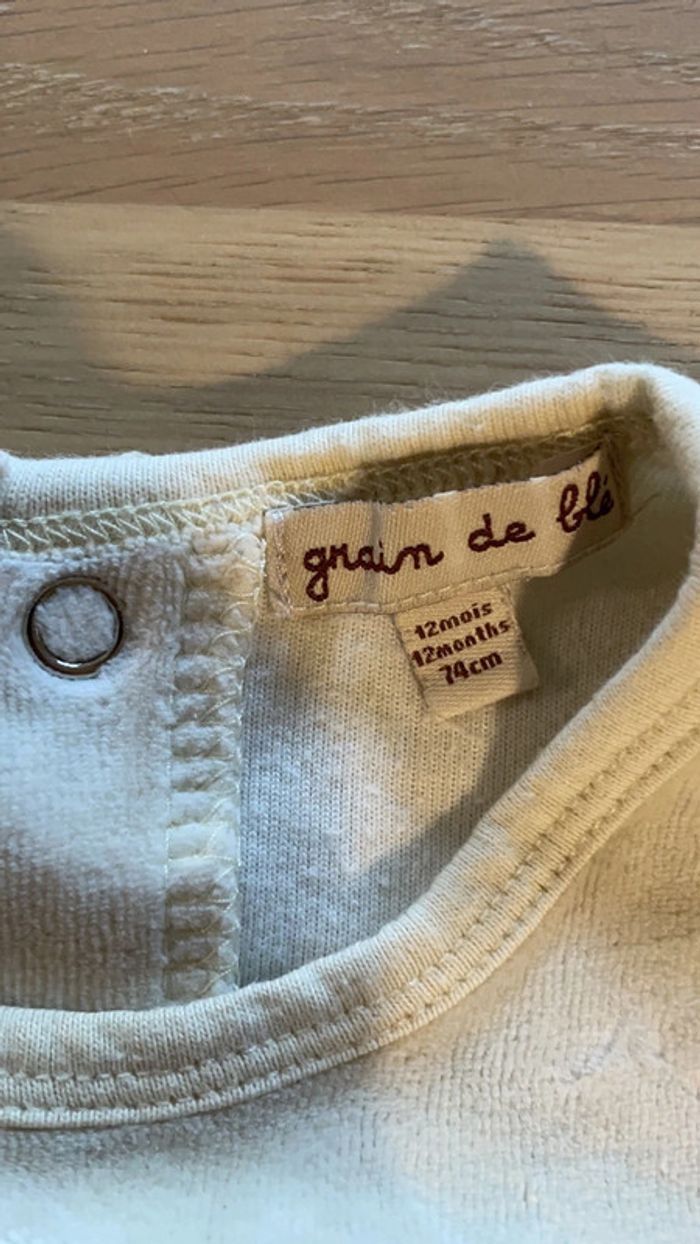 grain de blé
12mois
12months
74cm